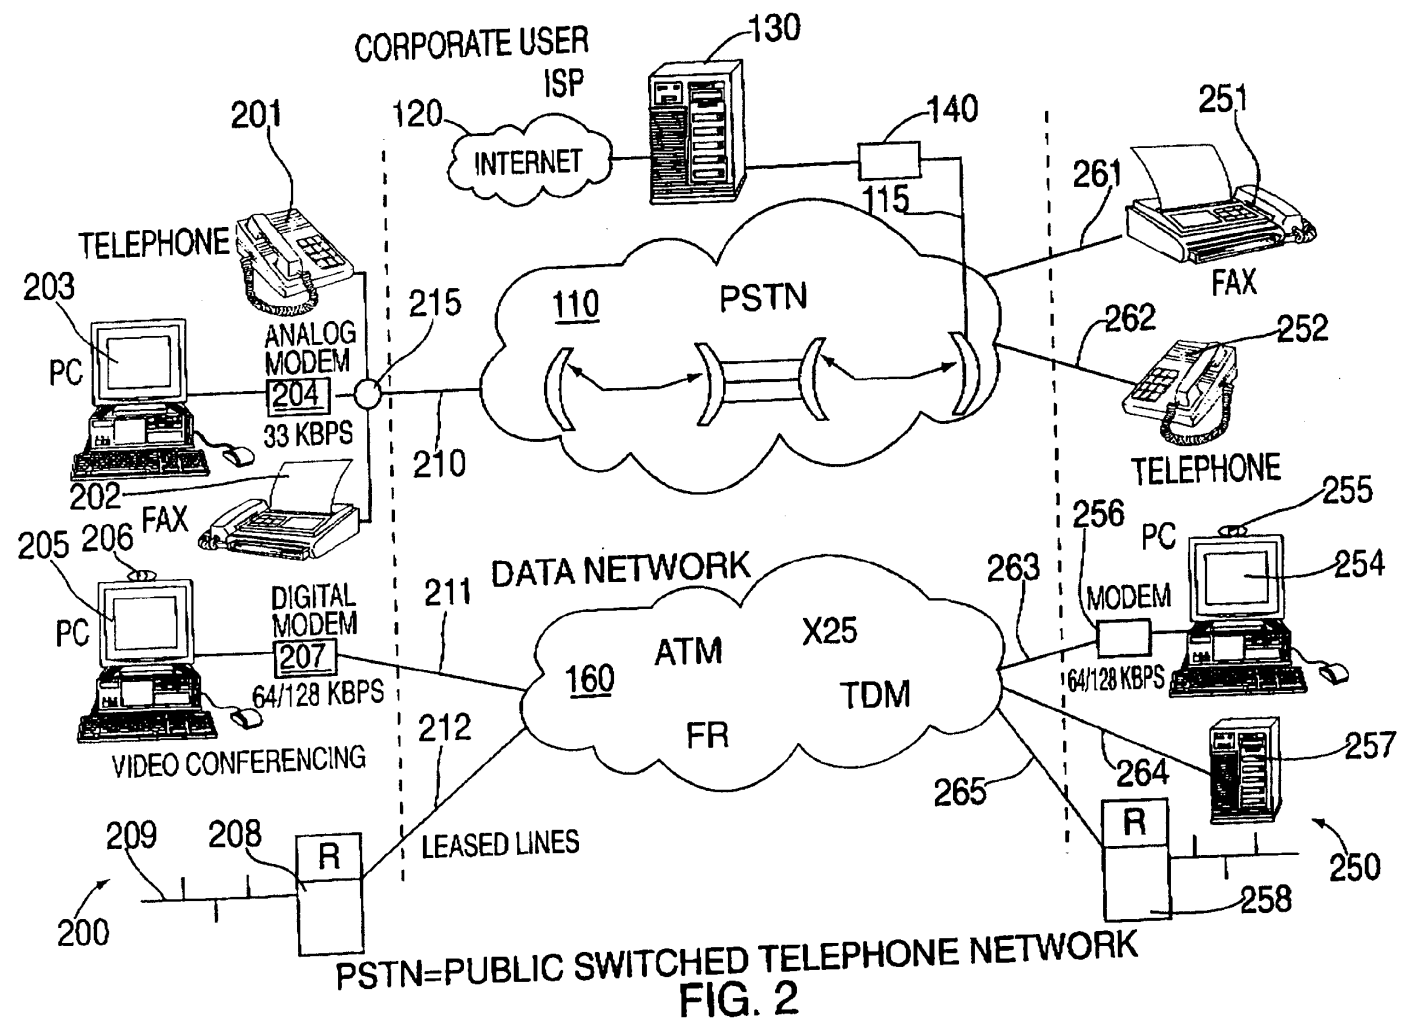 CORPORATE USER
ISP
130
120
INTERNET
140
115
201
TELEPHONE
203
PC
ANALOG
MODEM
204
33 KBPS
215
210
110
PSTN
251
261
FAX
262
252
TELEPHONE
202
FAX
205
206
PC
DIGITAL
MODEM
207
64/128 KBPS
VIDEO CONFERENCING
211
212
DATA NETWORK
ATM
X25
160
TDM
FR
263
256
MODEM
64/128 KBPS
PC
255
254
257
264
265
209
208
R
200
LEASED LINES
R
250
258
PSTN=PUBLIC SWITCHED TELEPHONE NETWORK
FIG. 2